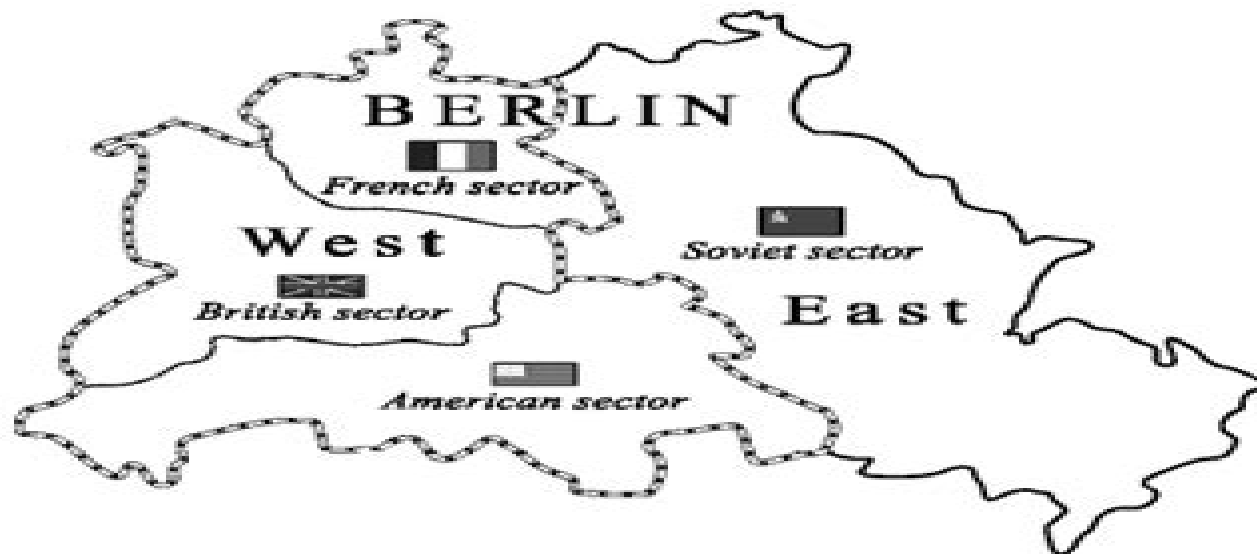 BERLIN
French sector
West
Soviet sector
British sector
East
American sector